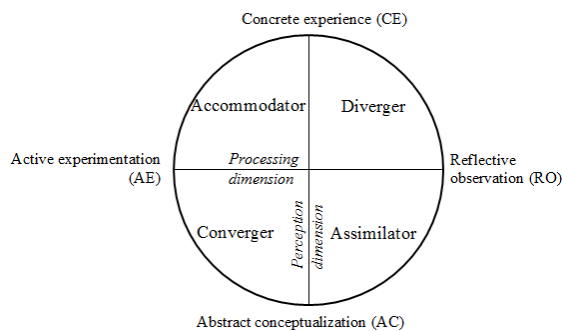 Concrete experience (CE)
Accommodator
Diverger
Active experimentation
(AE)
Processing
dimension
Reflective
observation (RO)
Converger
Perception
dimension
Assimilator
Abstract conceptualization (AC)